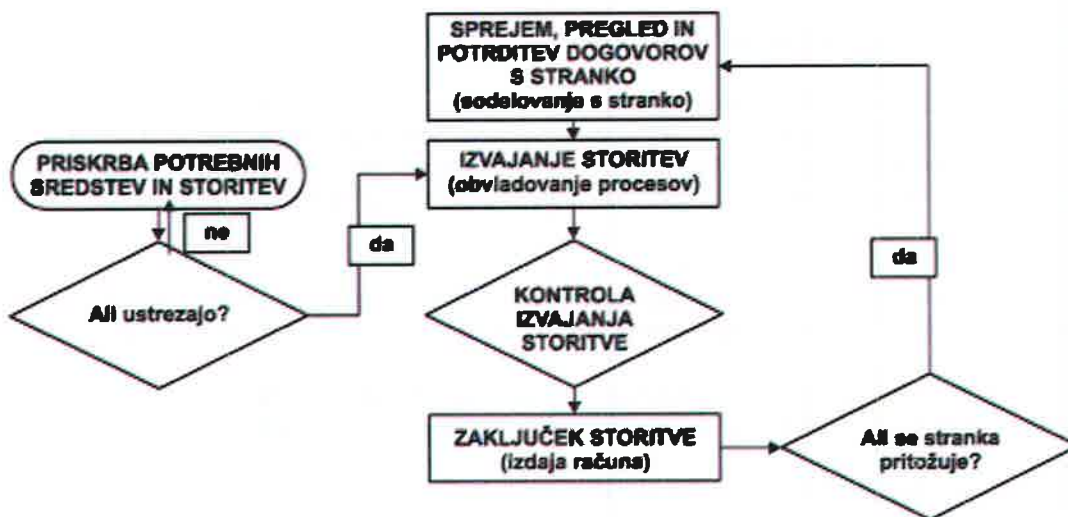 SPREJEM, PREGLED IN
POTRDITEV DOGOVOROV
S STRANKO
(sodelovanje s stranko)
PRISKRBA POTREBNIH
SREDSTEV IN STORITEV
IZVAJANJE STORITEV
(obvladovanje procesov)
ne
da
da
Ali ustrezajo?
KONTROLA
IZVAJANJA
STORITVE
ZAKLJUČEK STORITVE
(izdaja računa)
Ali se stranka
pritožuje?